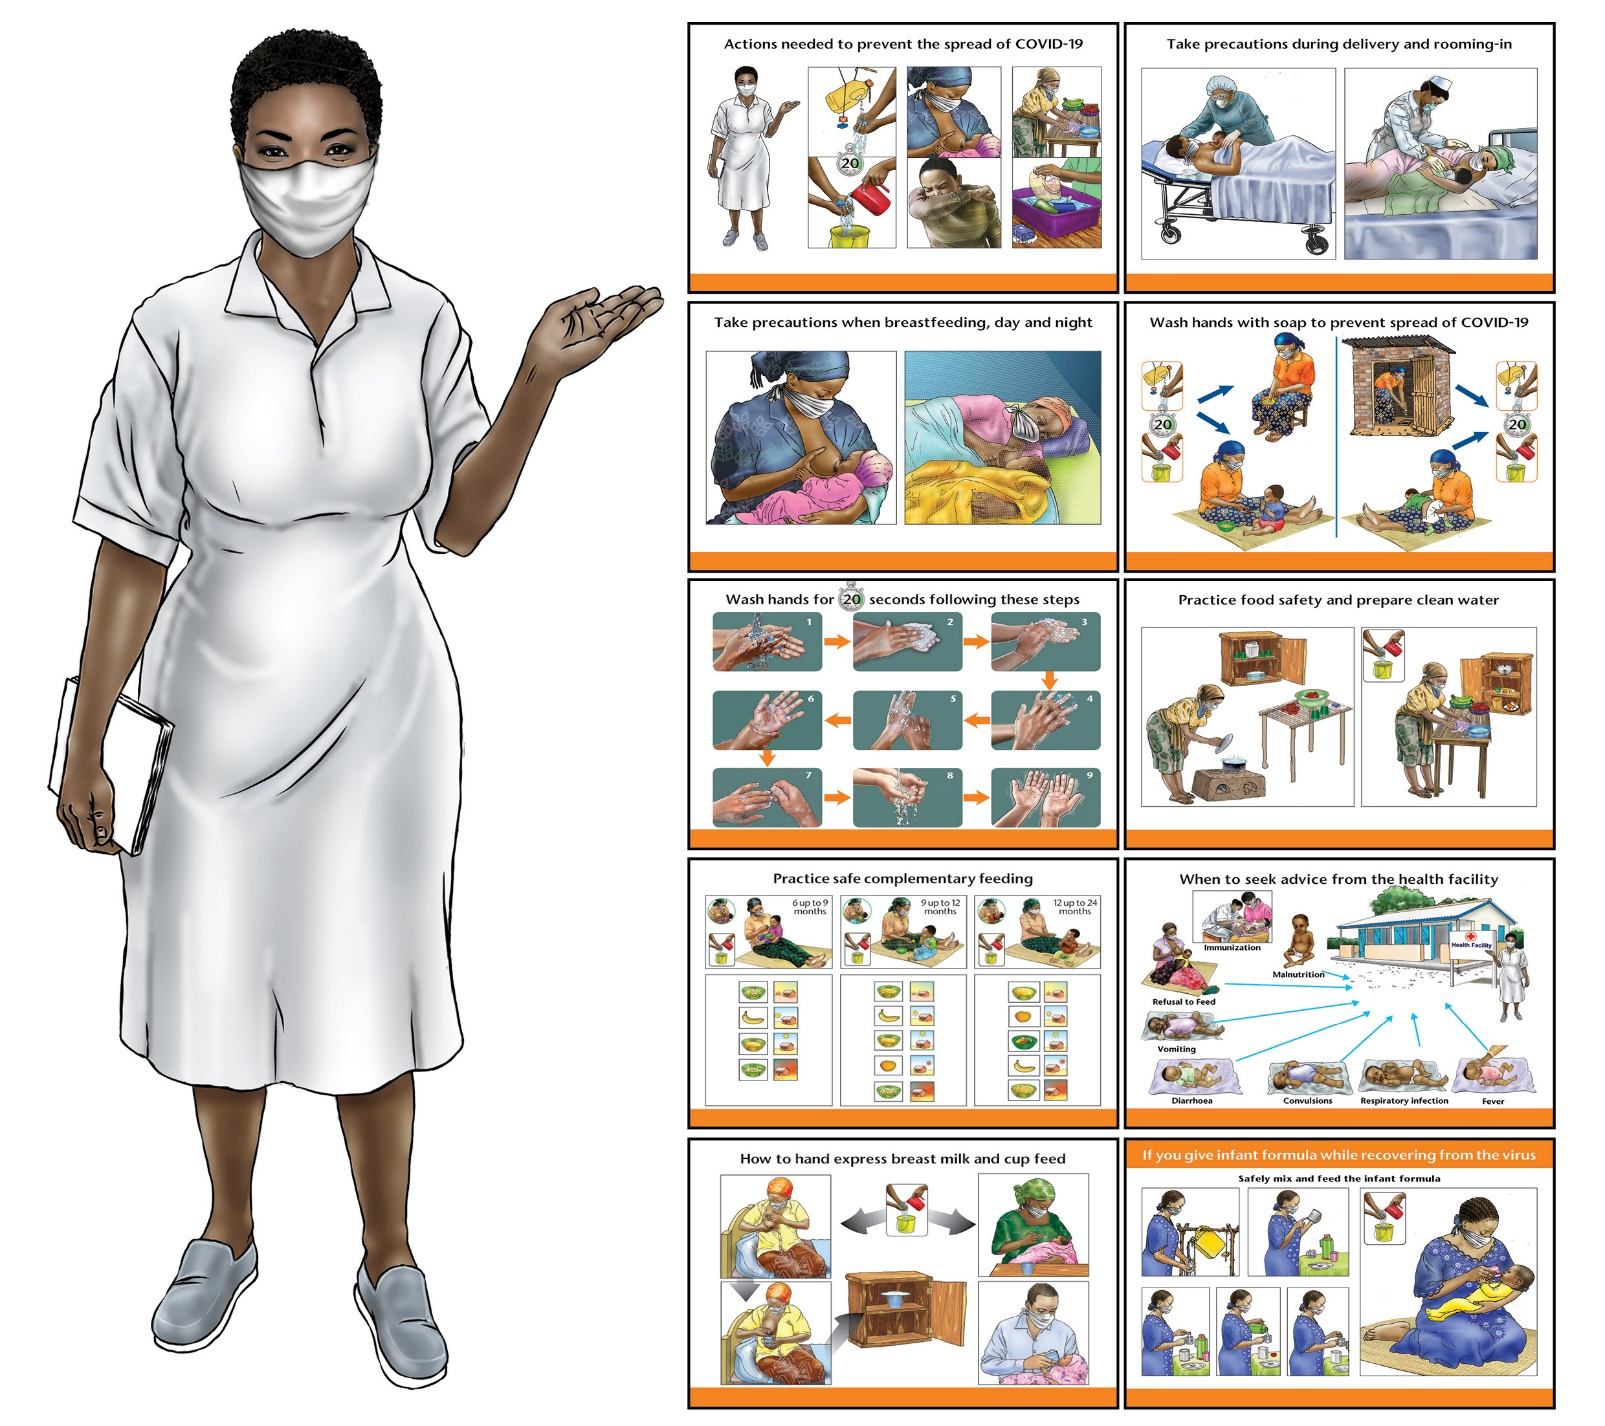 Actions needed to prevent the spread of COVID-19
20
Take precautions during delivery and rooming-in
Take precautions when breastfeeding, day and night
Wash hands with soap to prevent spread of COVID-19
20
20
Wash hands for 20 seconds following these steps
1
2
3
6
5
4
7
8
9
Practice food safety and prepare clean water
Practice safe complementary feeding
6 up to 9
months
9 up to 12
months
12 up to 24
months
When to seek advice from the health facility
Immunization
Health Facility
Malnutrition
Refusal to Feed
Vomiting
Diarrhoea
Convulsions
Respiratory infection
Fever
How to hand express breast milk and cup feed
If you give infant formula while recovering from the virus
Safely mix and feed the infant formula